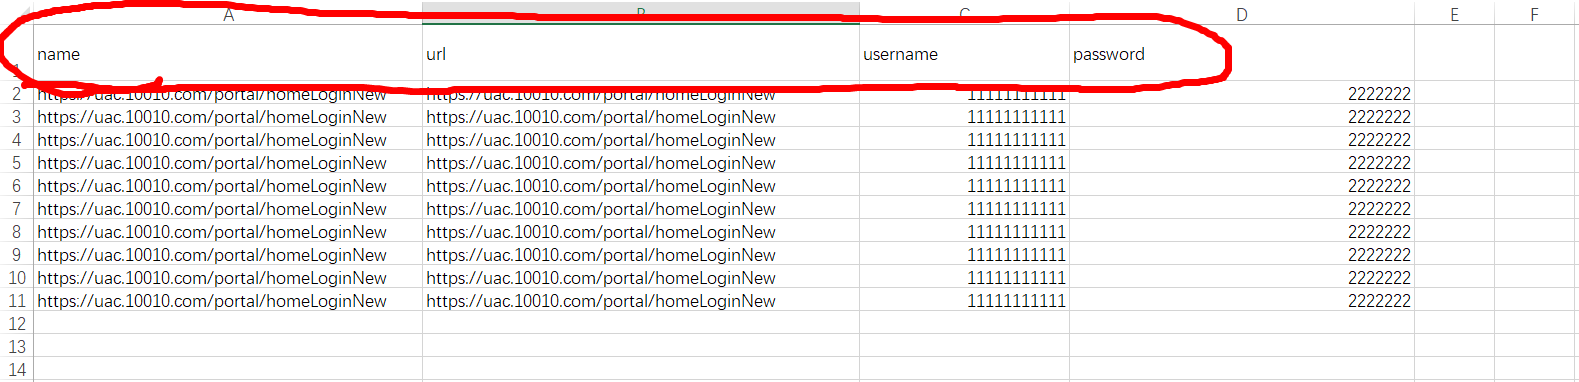 A B C D E F
1 name url username password
2 https://uac.10010.com/portal/homeLoginNew https://uac.10010.com/portal/homeLoginNew 11111111111 2222222
3 https://uac.10010.com/portal/homeLoginNew https://uac.10010.com/portal/homeLoginNew 11111111111 2222222
4 https://uac.10010.com/portal/homeLoginNew https://uac.10010.com/portal/homeLoginNew 11111111111 2222222
5 https://uac.10010.com/portal/homeLoginNew https://uac.10010.com/portal/homeLoginNew 11111111111 2222222
6 https://uac.10010.com/portal/homeLoginNew https://uac.10010.com/portal/homeLoginNew 11111111111 2222222
7 https://uac.10010.com/portal/homeLoginNew https://uac.10010.com/portal/homeLoginNew 11111111111 2222222
8 https://uac.10010.com/portal/homeLoginNew https://uac.10010.com/portal/homeLoginNew 11111111111 2222222
9 https://uac.10010.com/portal/homeLoginNew https://uac.10010.com/portal/homeLoginNew 11111111111 2222222
10 https://uac.10010.com/portal/homeLoginNew https://uac.10010.com/portal/homeLoginNew 11111111111 2222222
11 https://uac.10010.com/portal/homeLoginNew https://uac.10010.com/portal/homeLoginNew 11111111111 2222222
12
13
14